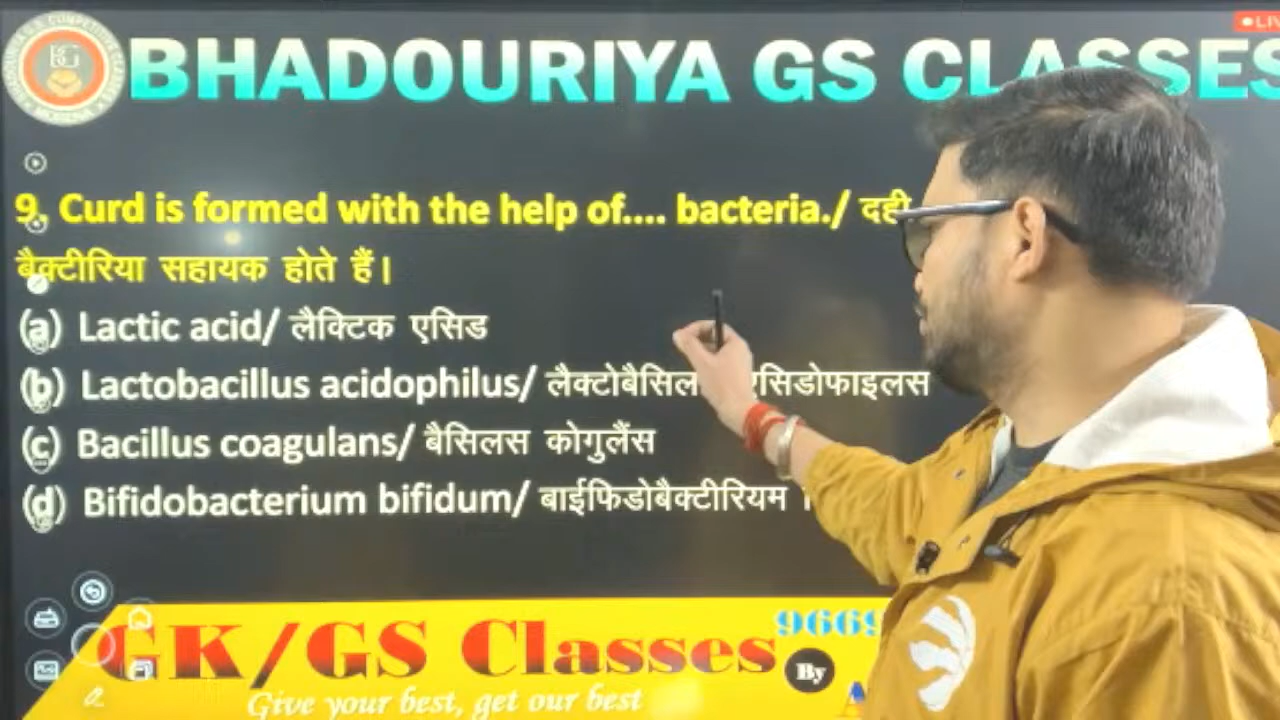 BHADOURIYA GS CLASSES
LIV
9. Curd is formed with the help of.... bacteria./ दही
बैक्टीरिया सहायक होते हैं।
(a) Lactic acid/ लैक्टिक एसिड
(b) Lactobacillus acidophilus/ लैक्टोबैसिल एसिडोफाइलस
(c) Bacillus coagulans/ बैसिलस कोगुलैंस
(d) Bifidobacterium bifidum/ बाईफिडोबैक्टीरियम
GK/GS Classes
9669
By
Give your best, get our best